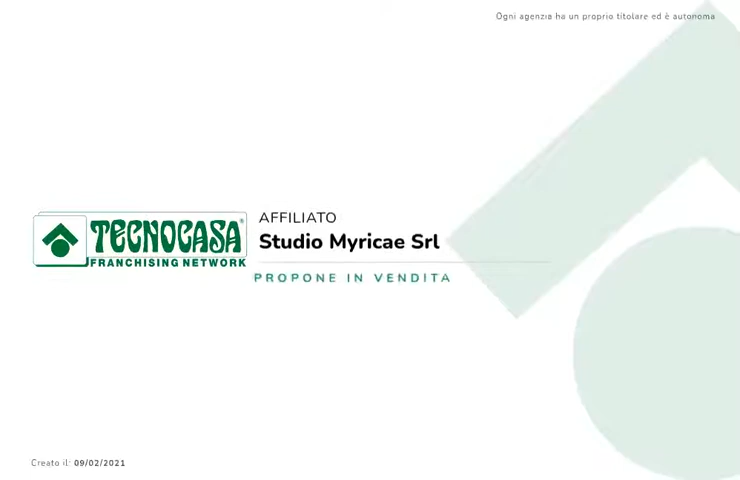 Ogni agenzia ha un proprio titolare ed è autonoma
TECNOCASA®
FRANCHISING NETWORK
AFFILIATO
Studio Myricae Srl
PROPONE IN VENDITA
Creato il: 09/02/2021